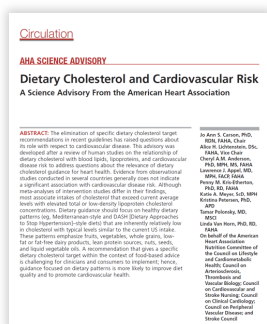 Circulation
AHA SCIENCE ADVISORY
Dietary Cholesterol and Cardiovascular Risk
A Science Advisory From the American Heart Association
ABSTRACT: The elimination of specific dietary cholesterol target
recommendations in recent guidelines has raised questions about
its role with respect to cardiovascular disease. This advisory was
developed after a review of human studies on the relationship of
dietary cholesterol with blood lipids, lipoproteins, and cardiovascular
disease risk to address questions about the relevance of dietary
cholesterol guidance for heart health. Evidence from observational
studies conducted in several countries generally does not indicate
a significant association with cardiovascular disease risk. Although
meta-analyses of intervention studies differ in their findings,
most associate intakes of cholesterol that exceed current average
levels with elevated total or low-density lipoprotein cholesterol
concentrations. Dietary guidance should focus on healthy dietary
patterns (eg, Mediterranean-style and DASH [Dietary Approaches
to Stop Hypertension]–style diets) that are inherently relatively low
in cholesterol with typical levels similar to the current US intake.
These patterns emphasize fruits, vegetables, whole grains, low-
fat or fat-free dairy products, lean protein sources, nuts, seeds,
and liquid vegetable oils. A recommendation that gives a specific
dietary cholesterol target within the context of food-based advice
is challenging for clinicians and consumers to implement; hence,
guidance focused on dietary patterns is more likely to improve diet
quality and to promote cardiovascular health.
Jo Ann S. Carson, PhD,
RDN, FAHA, Chair
Alice H. Lichtenstein, DSc,
FAHA, Vice Chair
Cheryl A.M. Anderson,
PhD, MPH, MS, FAHA
Lawrence J. Appel, MD,
MPH, FACP, FAHA
Penny M. Kris-Etherton,
PhD, RD, FAHA
Katie A. Meyer, ScD, MPH
Kristina Petersen, PhD,
APD
Tamar Polonsky, MD,
MSCI
Linda Van Horn, PhD, RD,
FAHA
On behalf of the American
Heart Association
Nutrition Committee of
the Council on Lifestyle
and Cardiometabolic
Health; Council on
Arteriosclerosis,
Thrombosis and
Vascular Biology; Council
on Cardiovascular and
Stroke Nursing; Council
on Clinical Cardiology;
Council on Peripheral
Vascular Disease; and
Stroke Council